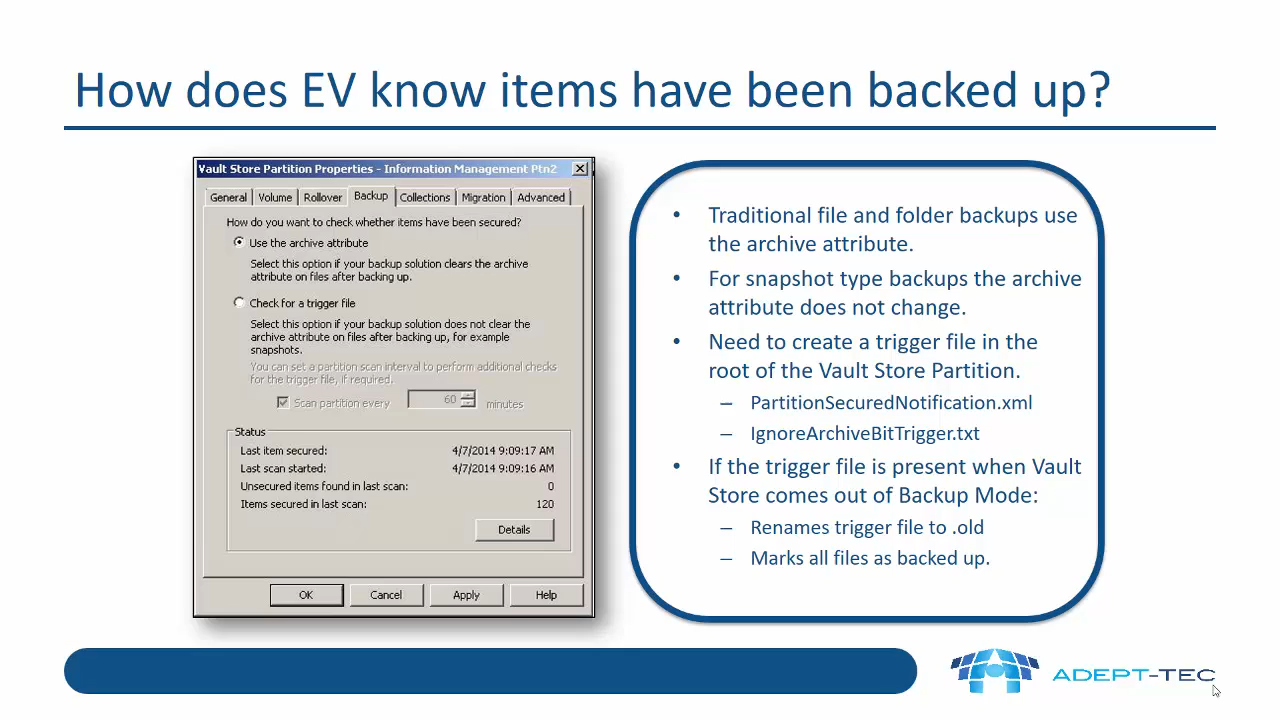 How does EV know items have been backed up?
Vault Store Partition Properties - Information Management Ptn2
General Volume Rollover Backup Collections Migration Advanced
How do you want to check whether items have been secured?
Use the archive attribute
Select this option if your backup solution clears the archive
attribute on files after backing up.
Check for a trigger file
Select this option if your backup solution does not clear the
archive attribute on files after backing up, for example
snapshots.
You can set a partition scan interval to perform additional checks
for the trigger file, if required.
Scan partition every 60 minutes
Status
Last item secured: 4/7/2014 9:09:17 AM
Last scan started: 4/7/2014 9:09:16 AM
Unsecured items found in last scan: 0
Items secured in last scan: 120
Details
OK Cancel Apply Help
• Traditional file and folder backups use
the archive attribute.
• For snapshot type backups the archive
attribute does not change.
• Need to create a trigger file in the
root of the Vault Store Partition.
– PartitionSecuredNotification.xml
– IgnoreArchiveBitTrigger.txt
• If the trigger file is present when Vault
Store comes out of Backup Mode:
– Renames trigger file to .old
– Marks all files as backed up.
ADEPT-TEC